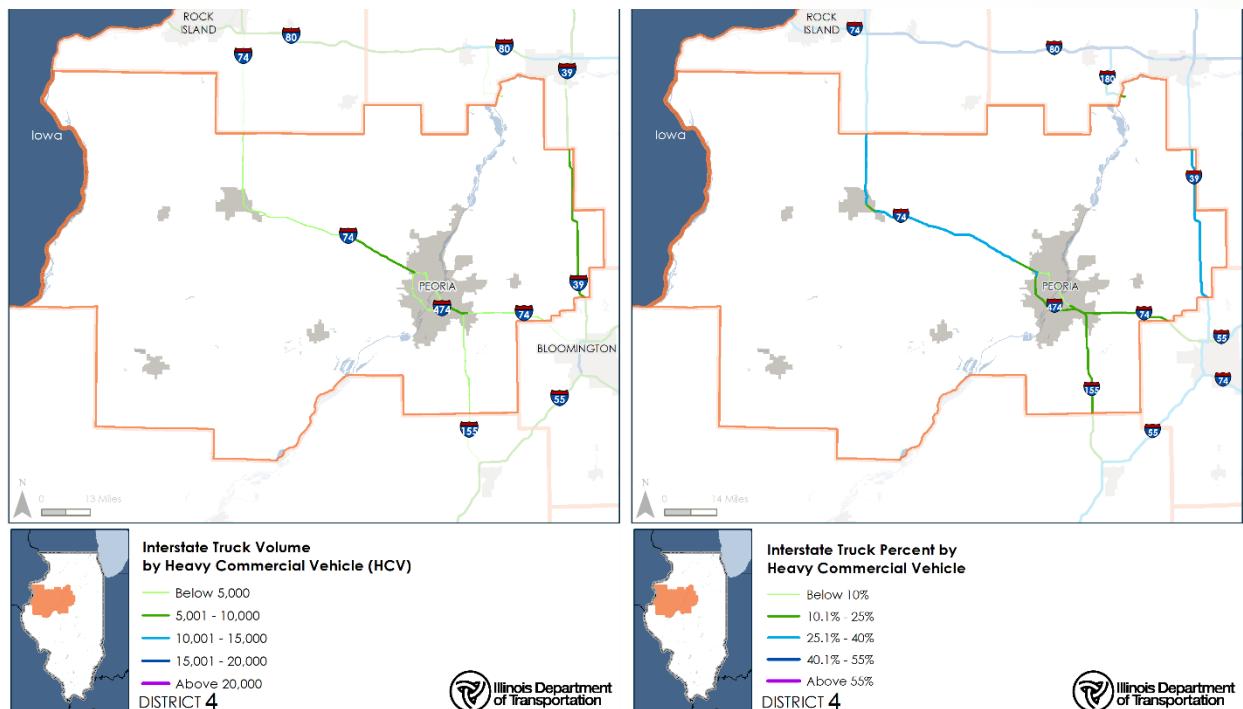 ROCK
ISLAND
74
80
80
39
Iowa
74
PEORIA
474
39
74
BLOOMINGTON
55
155
N
0 13 Miles
Interstate Truck Volume
by Heavy Commercial Vehicle (HCV)
Below 5,000
5,001 - 10,000
10,001 - 15,000
15,001 - 20,000
Above 20,000
DISTRICT 4
Illinois Department
of Transportation
ROCK
ISLAND
74
80
180
Iowa
39
74
PEORIA
474
74
55
74
155
55
N
0 14 Miles
Interstate Truck Percent by
Heavy Commercial Vehicle
Below 10%
10.1% - 25%
25.1% - 40%
40.1% - 55%
Above 55%
DISTRICT 4
Illinois Department
of Transportation